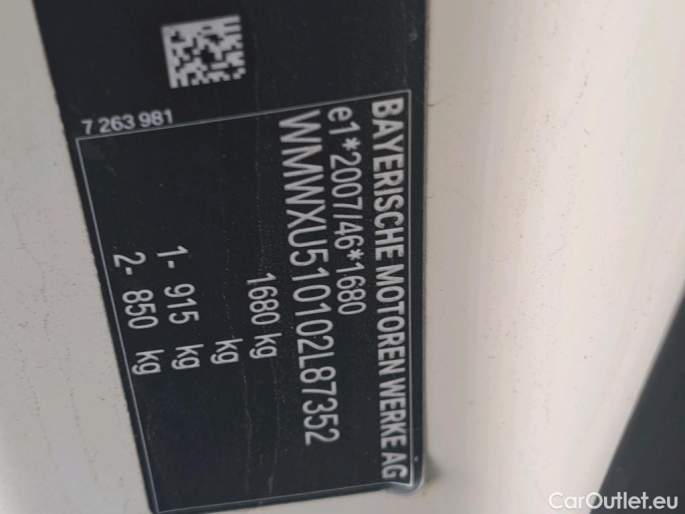 7 263 981
BAYERISCHE MOTOREN WERKE AG
e1*2007/46*1680
WMWXU510102L87352
1680 kg
kg
1- 915 kg
2- 850 kg
CarOutlet.eu